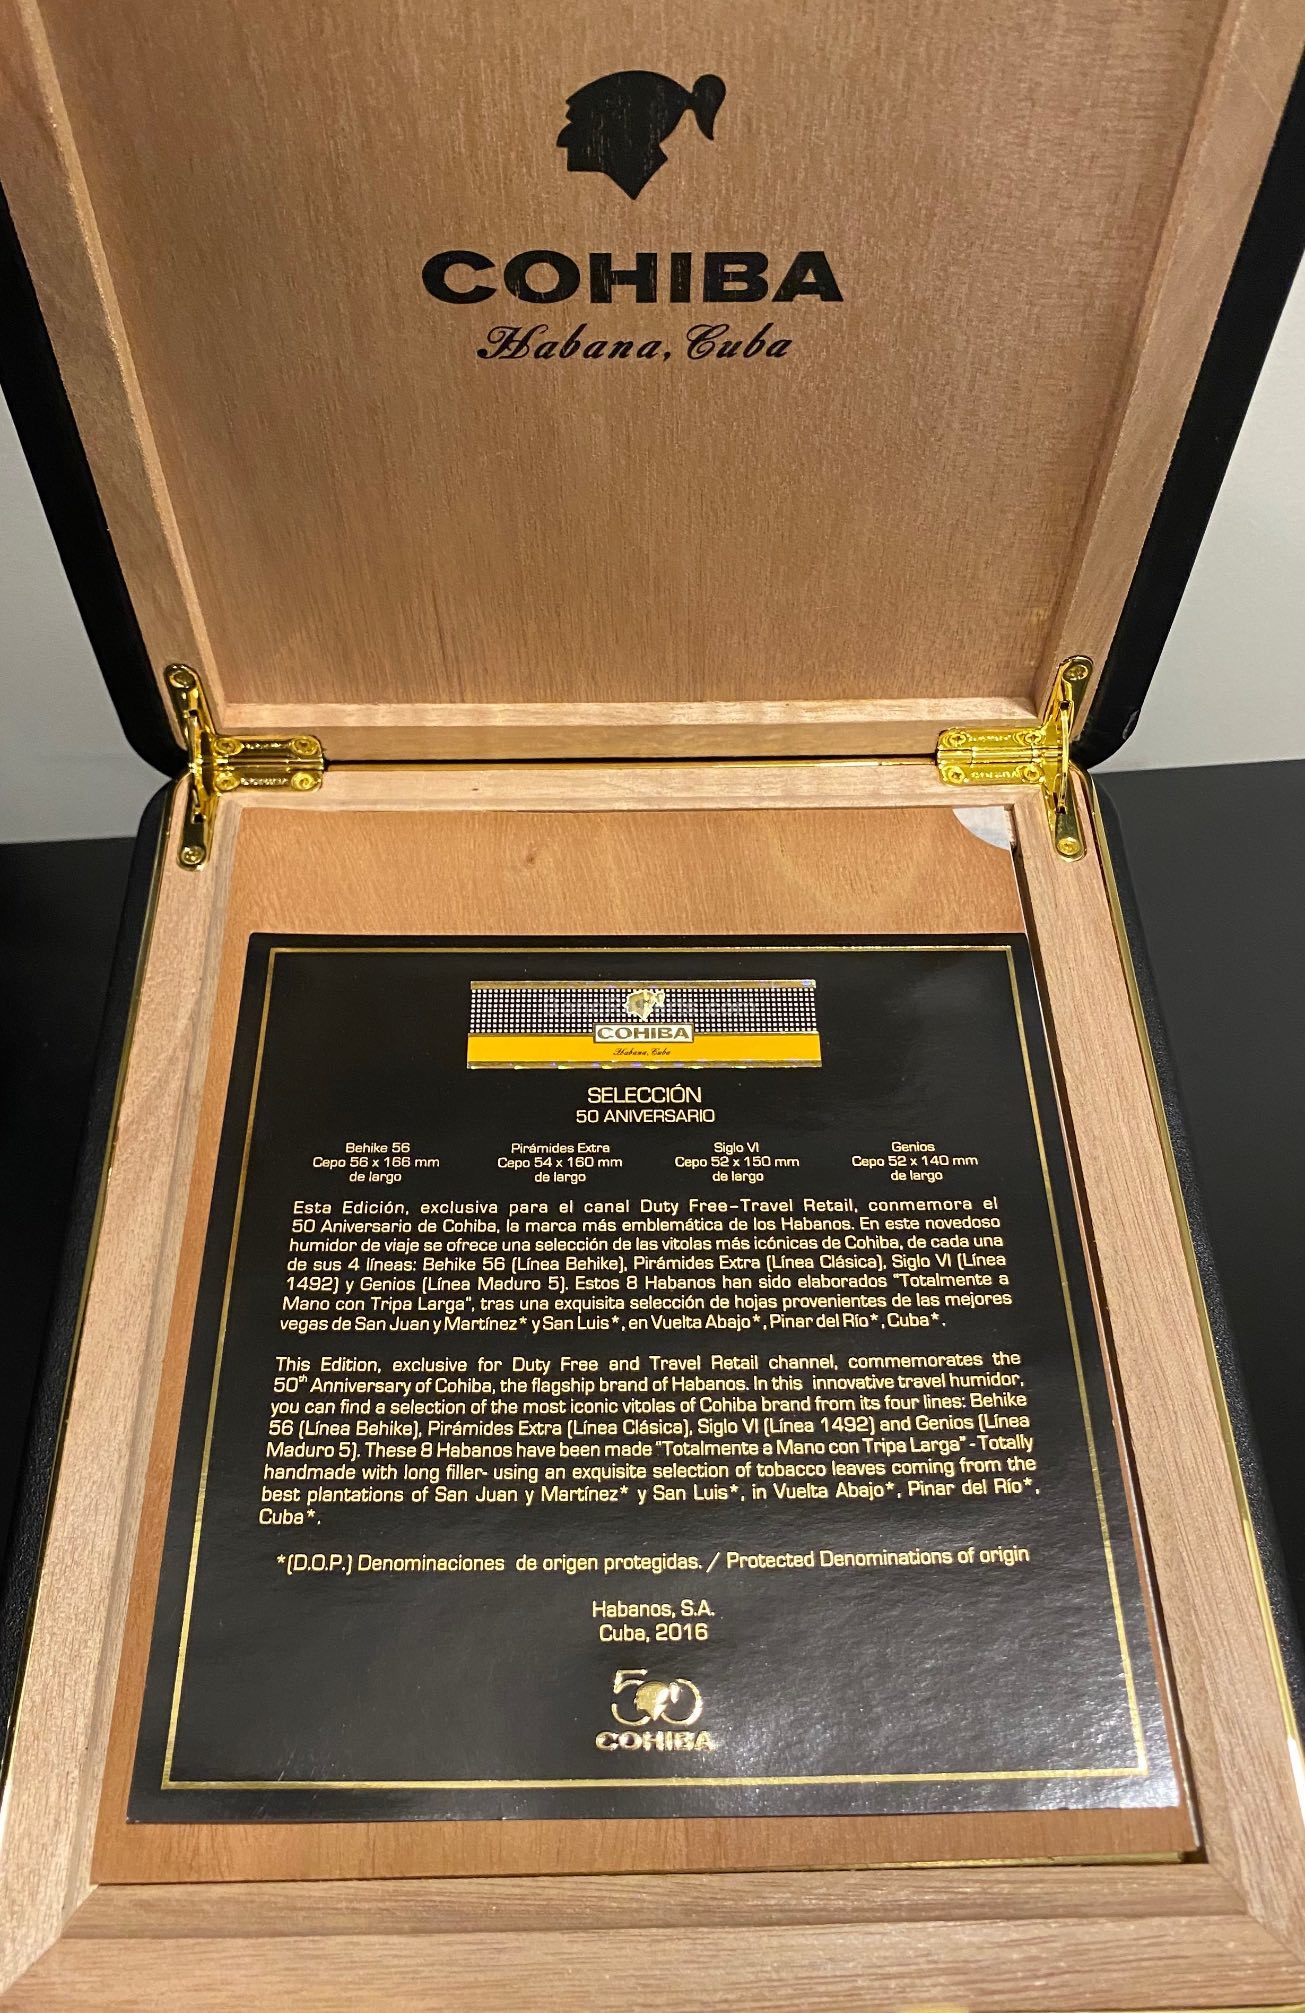 COHIBA
Habana, Cuba
COHIBA
COHIBA
Habana, Cuba
SELECCIÓN
50 ANIVERSARIO
Behike 56
Cepo 56 x 166 mm
de largo
Pirámides Extra
Cepo 54 x 160 mm
de largo
Siglo VI
Cepo 52 x 150 mm
de largo
Genios
Cepo 52 x 140 mm
de largo
Esta Edición, exclusiva para el canal Duty Free-Travel Retail, conmemora el
50 Aniversario de Cohiba, la marca más emblemática de los Habanos. En este novedoso
humidor de viaje se ofrece una selección de las vitolas más icónicas de Cohiba, de cada una
de sus 4 líneas: Behike 56 (Línea Behike), Pirámides Extra (Línea Clásica), Siglo VI (Línea
1492) y Genios (Línea Maduro 5). Estos 8 Habanos han sido elaborados "Totalmente a
Mano con Tripa Larga", tras una exquisita selección de hojas provenientes de las mejores
vegas de San Juan y Martínez* y San Luis*, en Vuelta Abajo*, Pinar del Río*, Cuba*.
This Edition, exclusive for Duty Free and Travel Retail channel, commemorates the
50th Anniversary of Cohiba, the flagship brand of Habanos. In this innovative travel humidor,
you can find a selection of the most iconic vitolas of Cohiba brand from its four lines: Behike
56 (Línea Behike), Pirámides Extra (Línea Clásica), Siglo VI (Línea 1492) and Genios (Línea
Maduro 5). These 8 Habanos have been made "Totalmente a Mano con Tripa Larga" - Totally
handmade with long filler- using an exquisite selection of tobacco leaves coming from the
best plantations of San Juan y Martínez* y San Luis*, in Vuelta Abajo*, Pinar del Río*,
Cuba*.
*(D.O.P.) Denominaciones de origen protegidas. / Protected Denominations of origin
Habanos, S.A.
Cuba, 2016
50
COHIBA